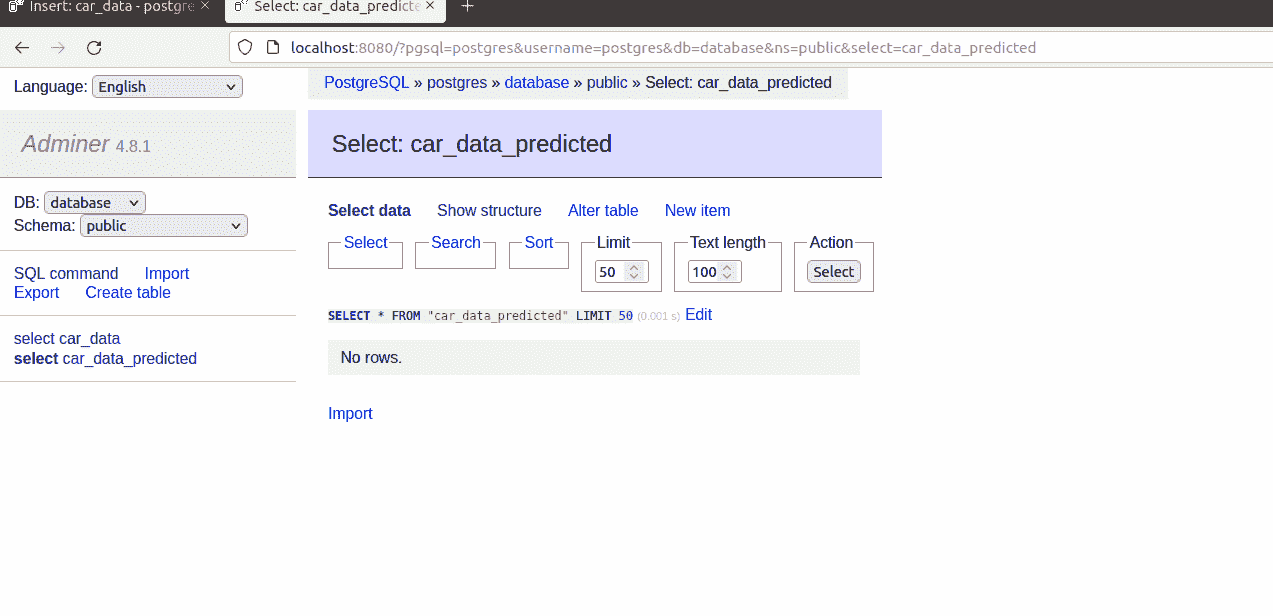 Insert: car_data - postgre
Select: car_data_predicte
localhost:8080/?pgsql=postgres&username=postgres&db=database&ns=public&select=car_data_predicted
Language: English
PostgreSQL » postgres » database » public » Select: car_data_predicted
Adminer 4.8.1
Select: car_data_predicted
DB: database
Schema: public
Select data Show structure Alter table New item
Select Search Sort Limit Text length Action
50 100 Select
SQL command Import
Export Create table
SELECT * FROM "car_data_predicted" LIMIT 50 (0.001 s) Edit
select car_data
select car_data_predicted
No rows.
Import